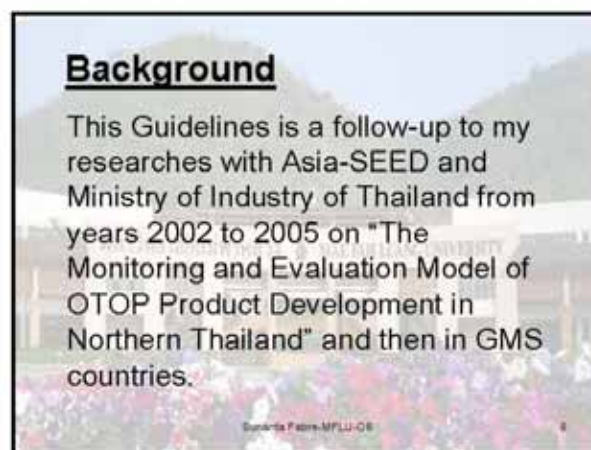 Background
This Guidelines is a follow-up to my
researches with Asia-SEED and
Ministry of Industry of Thailand from
years 2002 to 2005 on “The
Monitoring and Evaluation Model of
OTOP Product Development in
Northern Thailand” and then in GMS
countries.